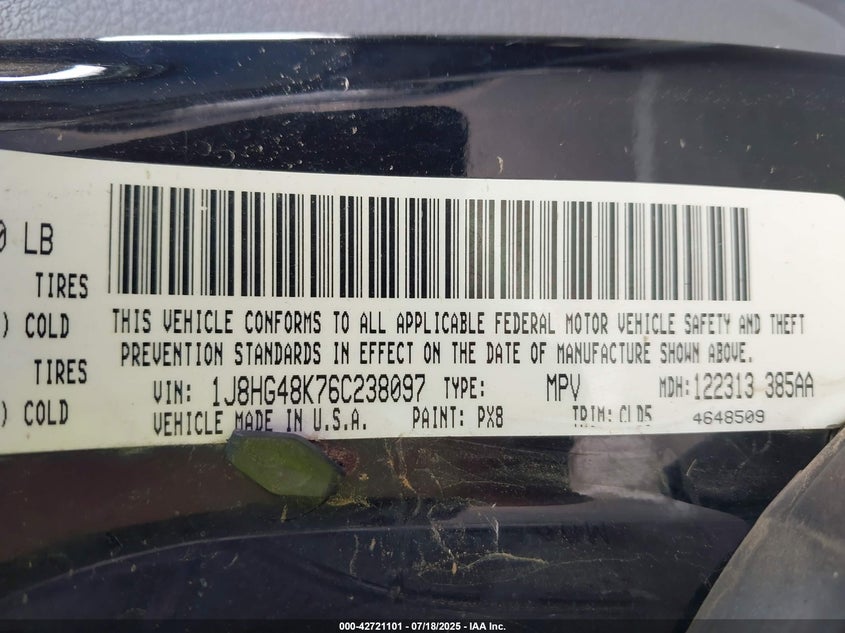 0 LB
TIRES
) COLD
TIRES
) COLD
THIS VEHICLE CONFORMS TO ALL APPLICABLE FEDERAL MOTOR VEHICLE SAFETY AND THEFT
PREVENTION STANDARDS IN EFFECT ON THE DATE OF MANUFACTURE SHOWN ABOVE.
VIN: 1J8HG48K76C238097 TYPE: MPV MDH:122313 385AA
VEHICLE MADE IN U.S.A. PAINT: PX8 TRIM: CLD5 4648509
000-42721101 - 07/18/2025 - IAA Inc.